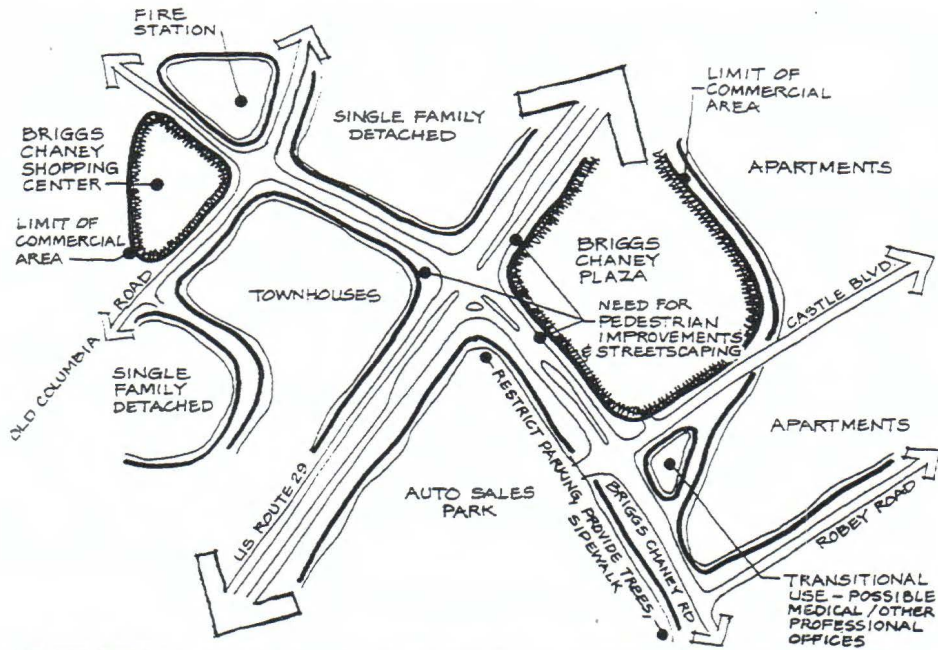 FIRE
STATION
SINGLE FAMILY
DETACHED
LIMIT OF
COMMERCIAL
AREA
APARTMENTS
BRIGGS
CHANEY
SHOPPING
CENTER
LIMIT OF
COMMERCIAL
AREA
OLD COLUMBIA ROAD
TOWNHOUSES
BRIGGS
CHANEY
PLAZA
NEED FOR
PEDESTRIAN
IMPROVEMENTS
& STREETSCAPING
CASTLE BLVD.
SINGLE
FAMILY
DETACHED
US ROUTE 29
AUTO SALES
PARK
RESTRICT PARKING, PROVIDE TREES,
SIDEWALK
BRIGGS CHANEY RD
APARTMENTS
ROBEY ROAD
TRANSITIONAL
USE - POSSIBLE
MEDICAL / OTHER
PROFESSIONAL
OFFICES